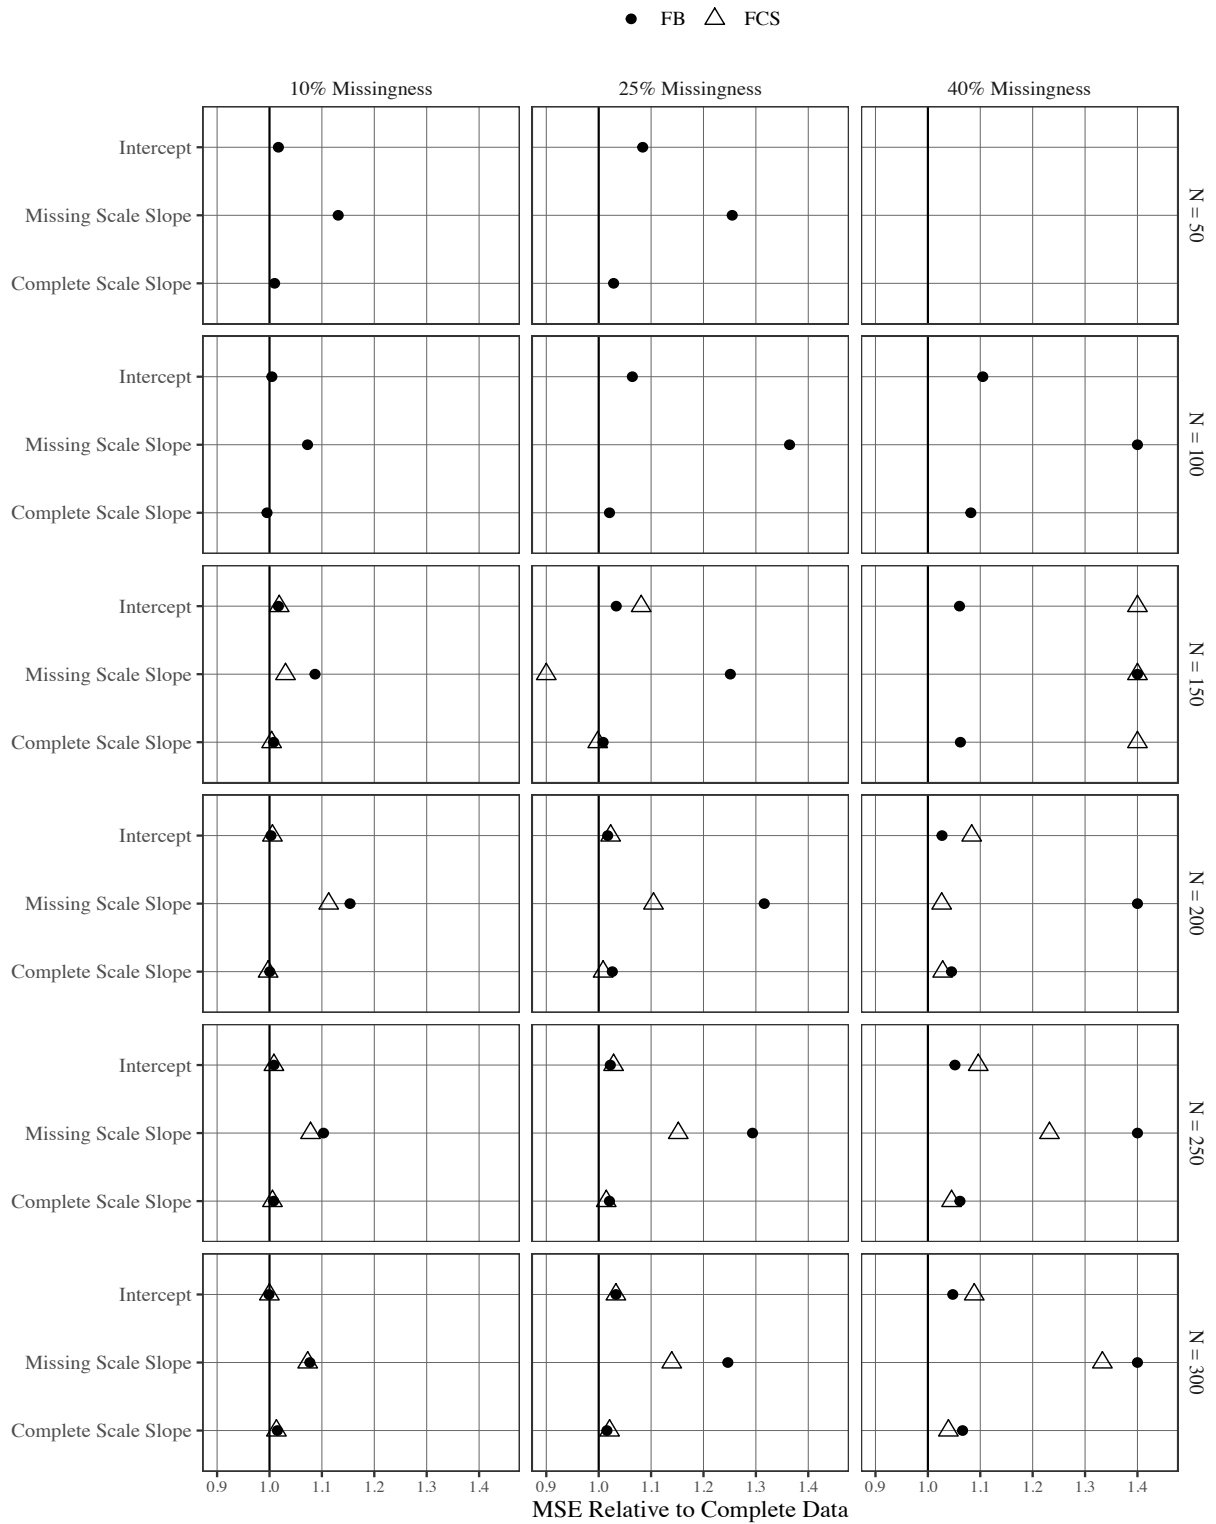 FB FCS
10% Missingness 25% Missingness 40% Missingness
Intercept
Missing Scale Slope
Complete Scale Slope
N = 50
Intercept
Missing Scale Slope
Complete Scale Slope
N = 100
Intercept
Missing Scale Slope
Complete Scale Slope
N = 150
Intercept
Missing Scale Slope
Complete Scale Slope
N = 200
Intercept
Missing Scale Slope
Complete Scale Slope
N = 250
Intercept
Missing Scale Slope
Complete Scale Slope
N = 300
0.9 1.0 1.1 1.2 1.3 1.4 0.9 1.0 1.1 1.2 1.3 1.4 0.9 1.0 1.1 1.2 1.3 1.4
MSE Relative to Complete Data